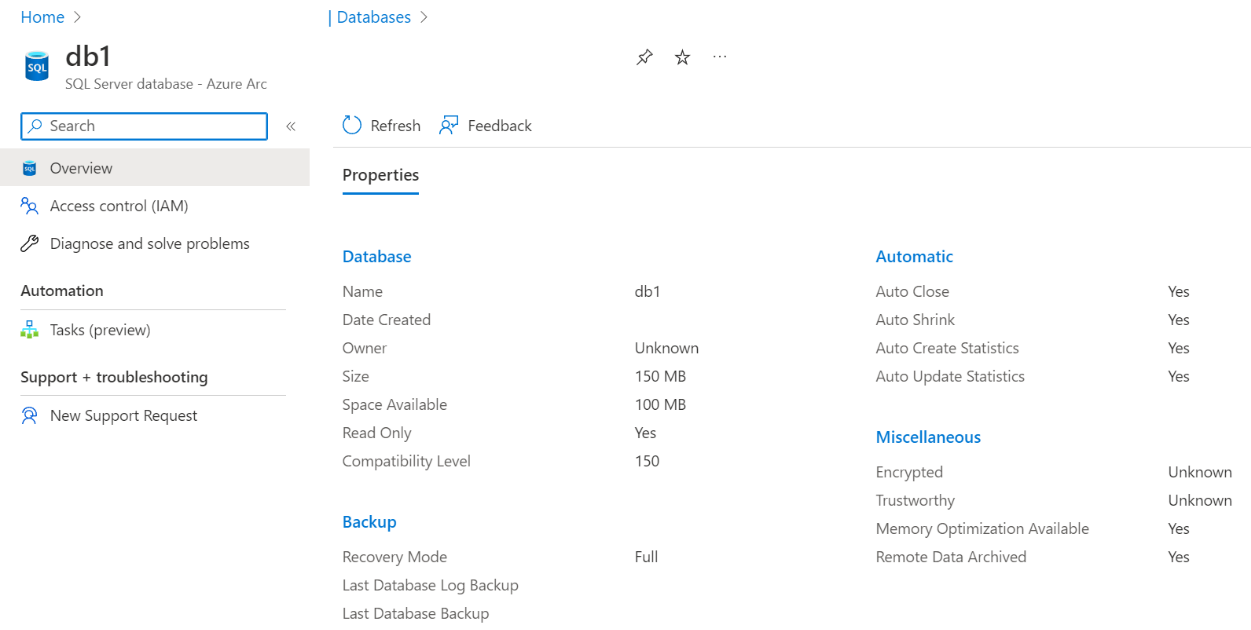 Home > | Databases >
SQL
db1
SQL Server database - Azure Arc
...
Search
«
Refresh
Feedback
SQL
Overview
Access control (IAM)
Diagnose and solve problems
Automation
Tasks (preview)
Support + troubleshooting
New Support Request
Properties
Database
Name db1
Date Created
Owner Unknown
Size 150 MB
Space Available 100 MB
Read Only Yes
Compatibility Level 150
Backup
Recovery Mode Full
Last Database Log Backup
Last Database Backup
Automatic
Auto Close Yes
Auto Shrink Yes
Auto Create Statistics Yes
Auto Update Statistics Yes
Miscellaneous
Encrypted Unknown
Trustworthy Unknown
Memory Optimization Available Yes
Remote Data Archived Yes